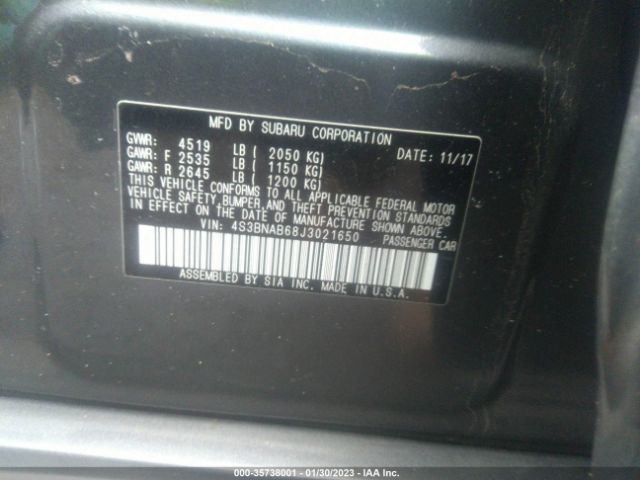 MFD BY SUBARU CORPORATION
GVWR: 4519 LB ( 2050 KG) DATE: 11/17
GAWR: F 2535 LB ( 1150 KG)
GAWR: R 2645 LB ( 1200 KG)
THIS VEHICLE CONFORMS TO ALL APPLICABLE FEDERAL MOTOR
VEHICLE SAFETY, BUMPER, AND THEFT PREVENTION STANDARDS
IN EFFECT ON THE DATE OF MANUFACTURE SHOWN ABOVE.
VIN: 4S3BNAB68J3021650 PASSENGER CAR
ASSEMBLED BY SIA INC. MADE IN U.S.A.
000-35738001 - 01/30/2023 - IAA Inc.